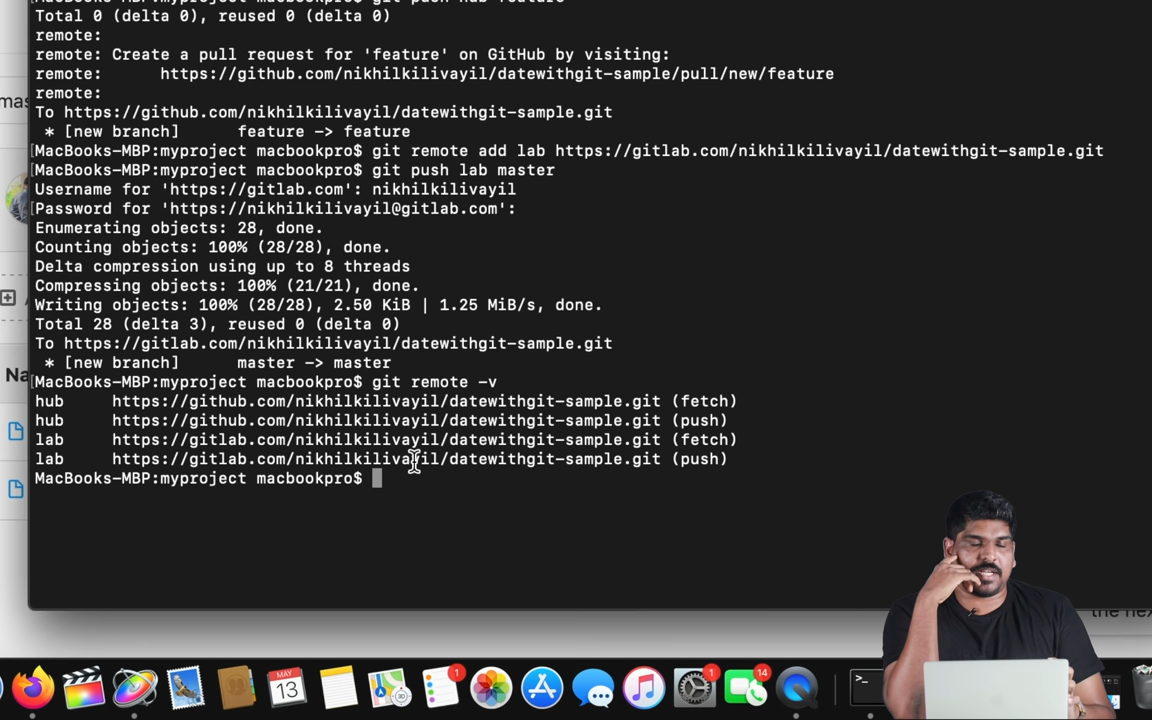 Total 0 (delta 0), reused 0 (delta 0)
remote:
remote: Create a pull request for 'feature' on GitHub by visiting:
remote:      https://github.com/nikhilkilivayil/datewithgit-sample/pull/new/feature
remote:
To https://github.com/nikhilkilivayil/datewithgit-sample.git
 * [new branch]      feature -> feature
[MacBooks-MBP:myproject macbookpro$ git remote add lab https://gitlab.com/nikhilkilivayil/datewithgit-sample.git
[MacBooks-MBP:myproject macbookpro$ git push lab master
Username for 'https://gitlab.com': nikhilkilivayil
[Password for 'https://nikhilkilivayil@gitlab.com':
Enumerating objects: 28, done.
Counting objects: 100% (28/28), done.
Delta compression using up to 8 threads
Compressing objects: 100% (21/21), done.
Writing objects: 100% (28/28), 2.50 KiB | 1.25 MiB/s, done.
Total 28 (delta 3), reused 0 (delta 0)
To https://gitlab.com/nikhilkilivayil/datewithgit-sample.git
 * [new branch]      master -> master
[MacBooks-MBP:myproject macbookpro$ git remote -v
hub     https://github.com/nikhilkilivayil/datewithgit-sample.git (fetch)
hub     https://github.com/nikhilkilivayil/datewithgit-sample.git (push)
lab     https://gitlab.com/nikhilkilivayil/datewithgit-sample.git (fetch)
lab     https://gitlab.com/nikhilkilivayil/datewithgit-sample.git (push)
MacBooks-MBP:myproject macbookpro$
mas
Na
the nex
MAY
13
3D
1
1
14
>_